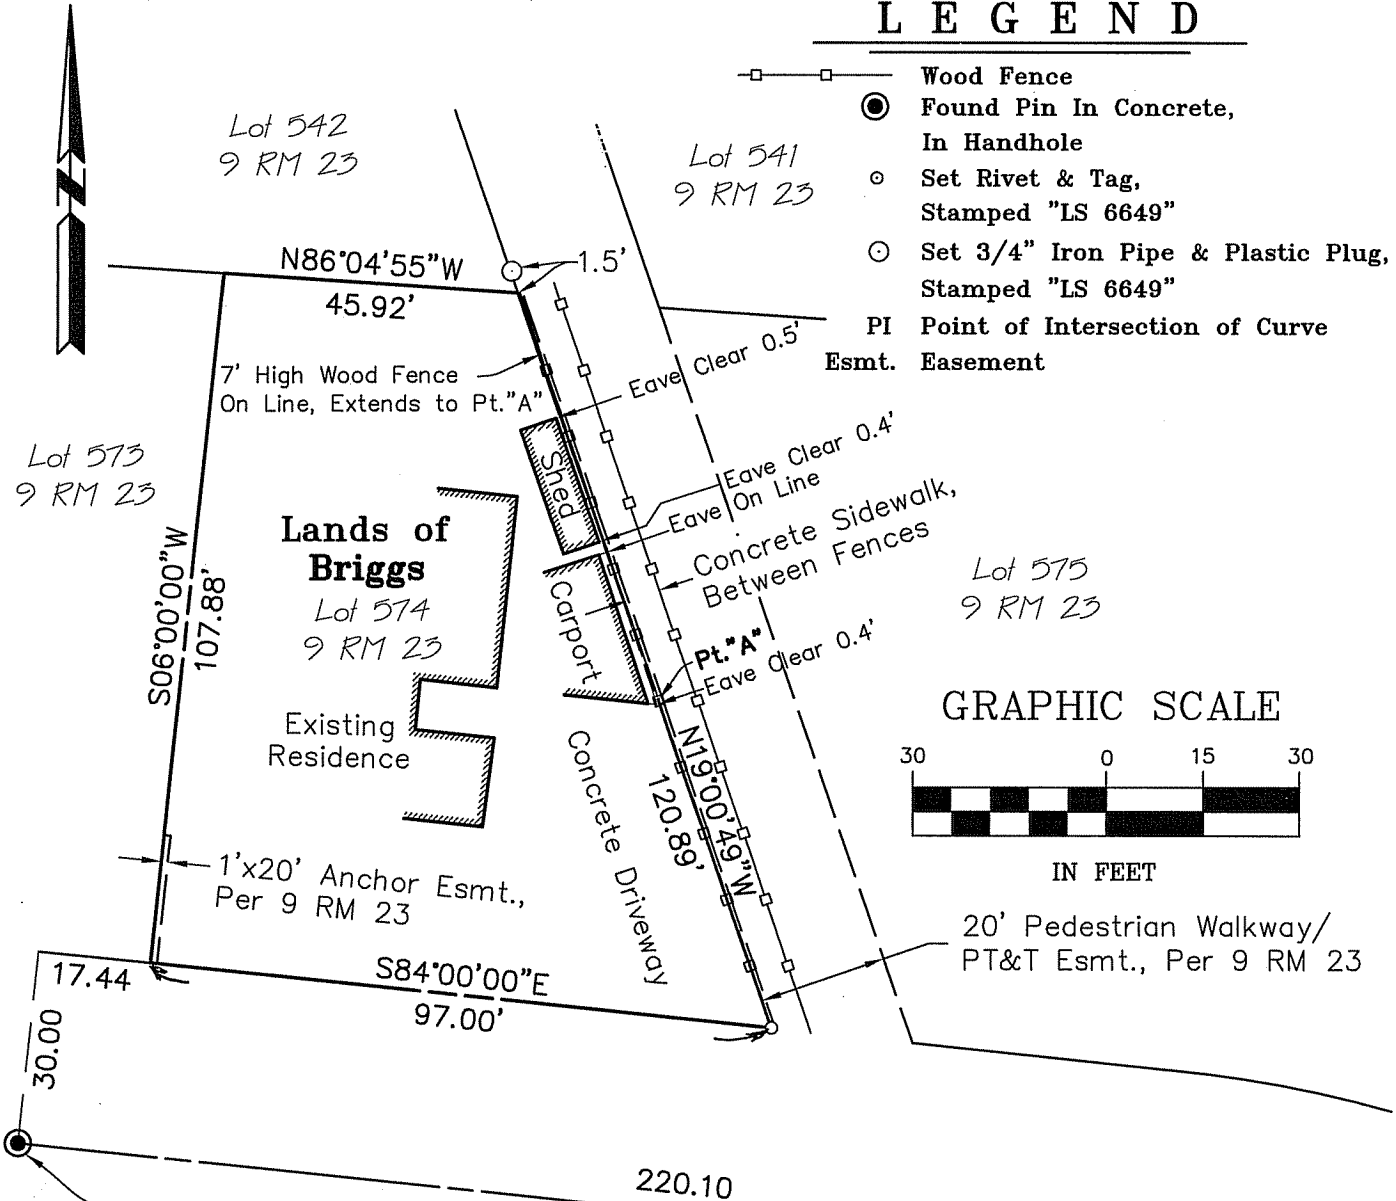 LEGEND
Wood Fence
Found Pin In Concrete,
In Handhole
Set Rivet & Tag,
Stamped "LS 6649"
Set 3/4" Iron Pipe & Plastic Plug,
Stamped "LS 6649"
PI Point of Intersection of Curve
Esmt. Easement
N
Lot 542
9 RM 23
Lot 541
9 RM 23
N86°04'55"W
45.92'
1.5'
7' High Wood Fence
On Line, Extends to Pt."A"
Eave Clear 0.5'
Lot 573
9 RM 23
Shed
Eave Clear 0.4'
Eave On Line
Concrete Sidewalk,
Between Fences
Lands of
Briggs
Lot 574
9 RM 23
S06°00'00"W
107.88'
Carport
Lot 575
9 RM 23
Pt."A"
Eave Clear 0.4'
Existing
Residence
Concrete Driveway
N19°00'49"W
120.89'
GRAPHIC SCALE
30 0 15 30
IN FEET
1'x20' Anchor Esmt.,
Per 9 RM 23
20' Pedestrian Walkway/
PT&T Esmt., Per 9 RM 23
17.44
S84°00'00"E
97.00'
30.00
220.10